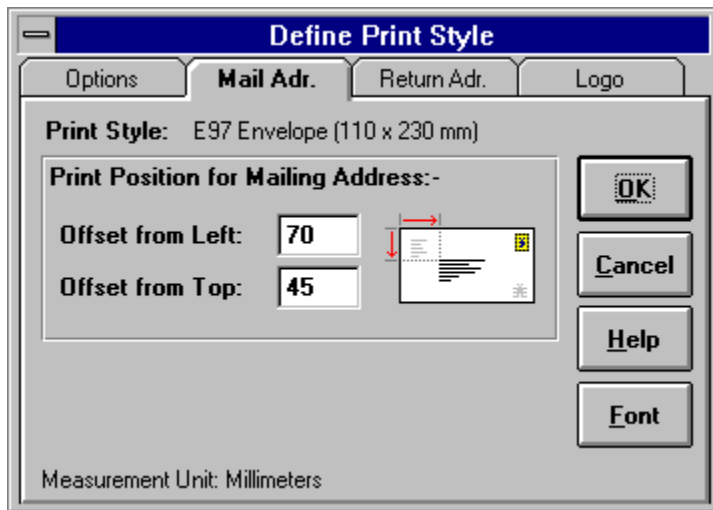 Define Print Style
Options Mail Adr. Return Adr. Logo
Print Style: E97 Envelope (110 x 230 mm)
Print Position for Mailing Address:-
OK
Offset from Left: 70
Cancel
Offset from Top: 45
Help
Font
Measurement Unit: Millimeters